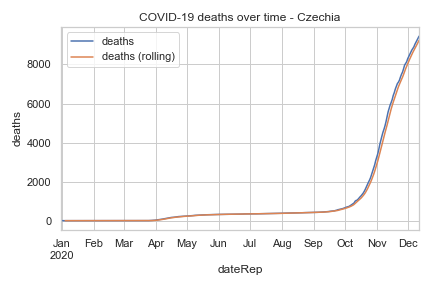 COVID-19 deaths over time - Czechia
deaths
deaths (rolling)
8000
6000
4000
2000
0
deaths
Jan Feb Mar Apr May Jun Jul Aug Sep Oct Nov Dec
2020
dateRep